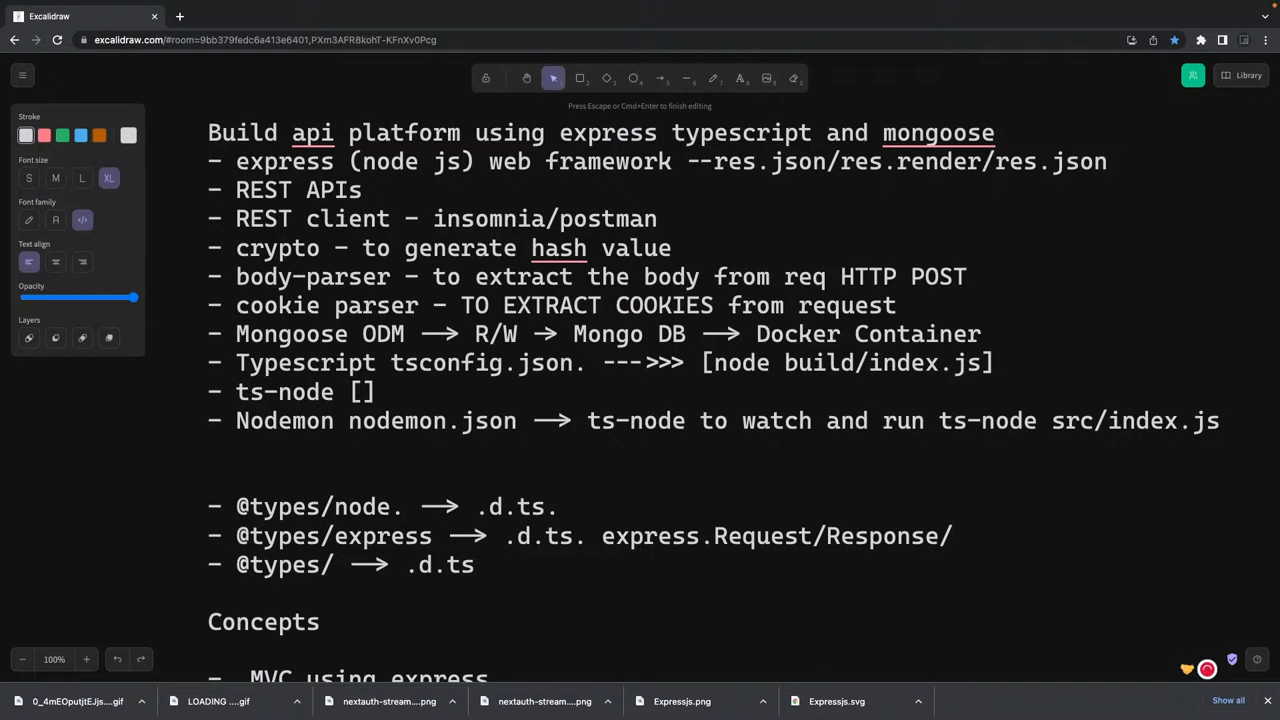 Excalidraw
excalidraw.com/#room=9bb379fedc6a413e6401,PXm3AFR8kohT-KFnXv0Pcg
Library
Press Escape or Cmd+Enter to finish editing
Stroke
Font size
S M L XL
Font family
A
Text align
Opacity
Layers
Build api platform using express typescript and mongoose
- express (node js) web framework --res.json/res.render/res.json
- REST APIs
- REST client - insomnia/postman
- crypto - to generate hash value
- body-parser - to extract the body from req HTTP POST
- cookie parser - TO EXTRACT COOKIES from request
- Mongoose ODM --> R/W -> Mongo DB --> Docker Container
- Typescript tsconfig.json. --->>> [node build/index.js]
- ts-node []
- Nodemon nodemon.json --> ts-node to watch and run ts-node src/index.js
- @types/node. --> .d.ts.
- @types/express --> .d.ts. express.Request/Response/
- @types/ --> .d.ts
Concepts
- MVC using express
100%
0_4mEOputjtEJjs....gif
LOADING ....gif
nextauth-stream....png
nextauth-stream....png
Expressjs.png
Expressjs.svg
Show all